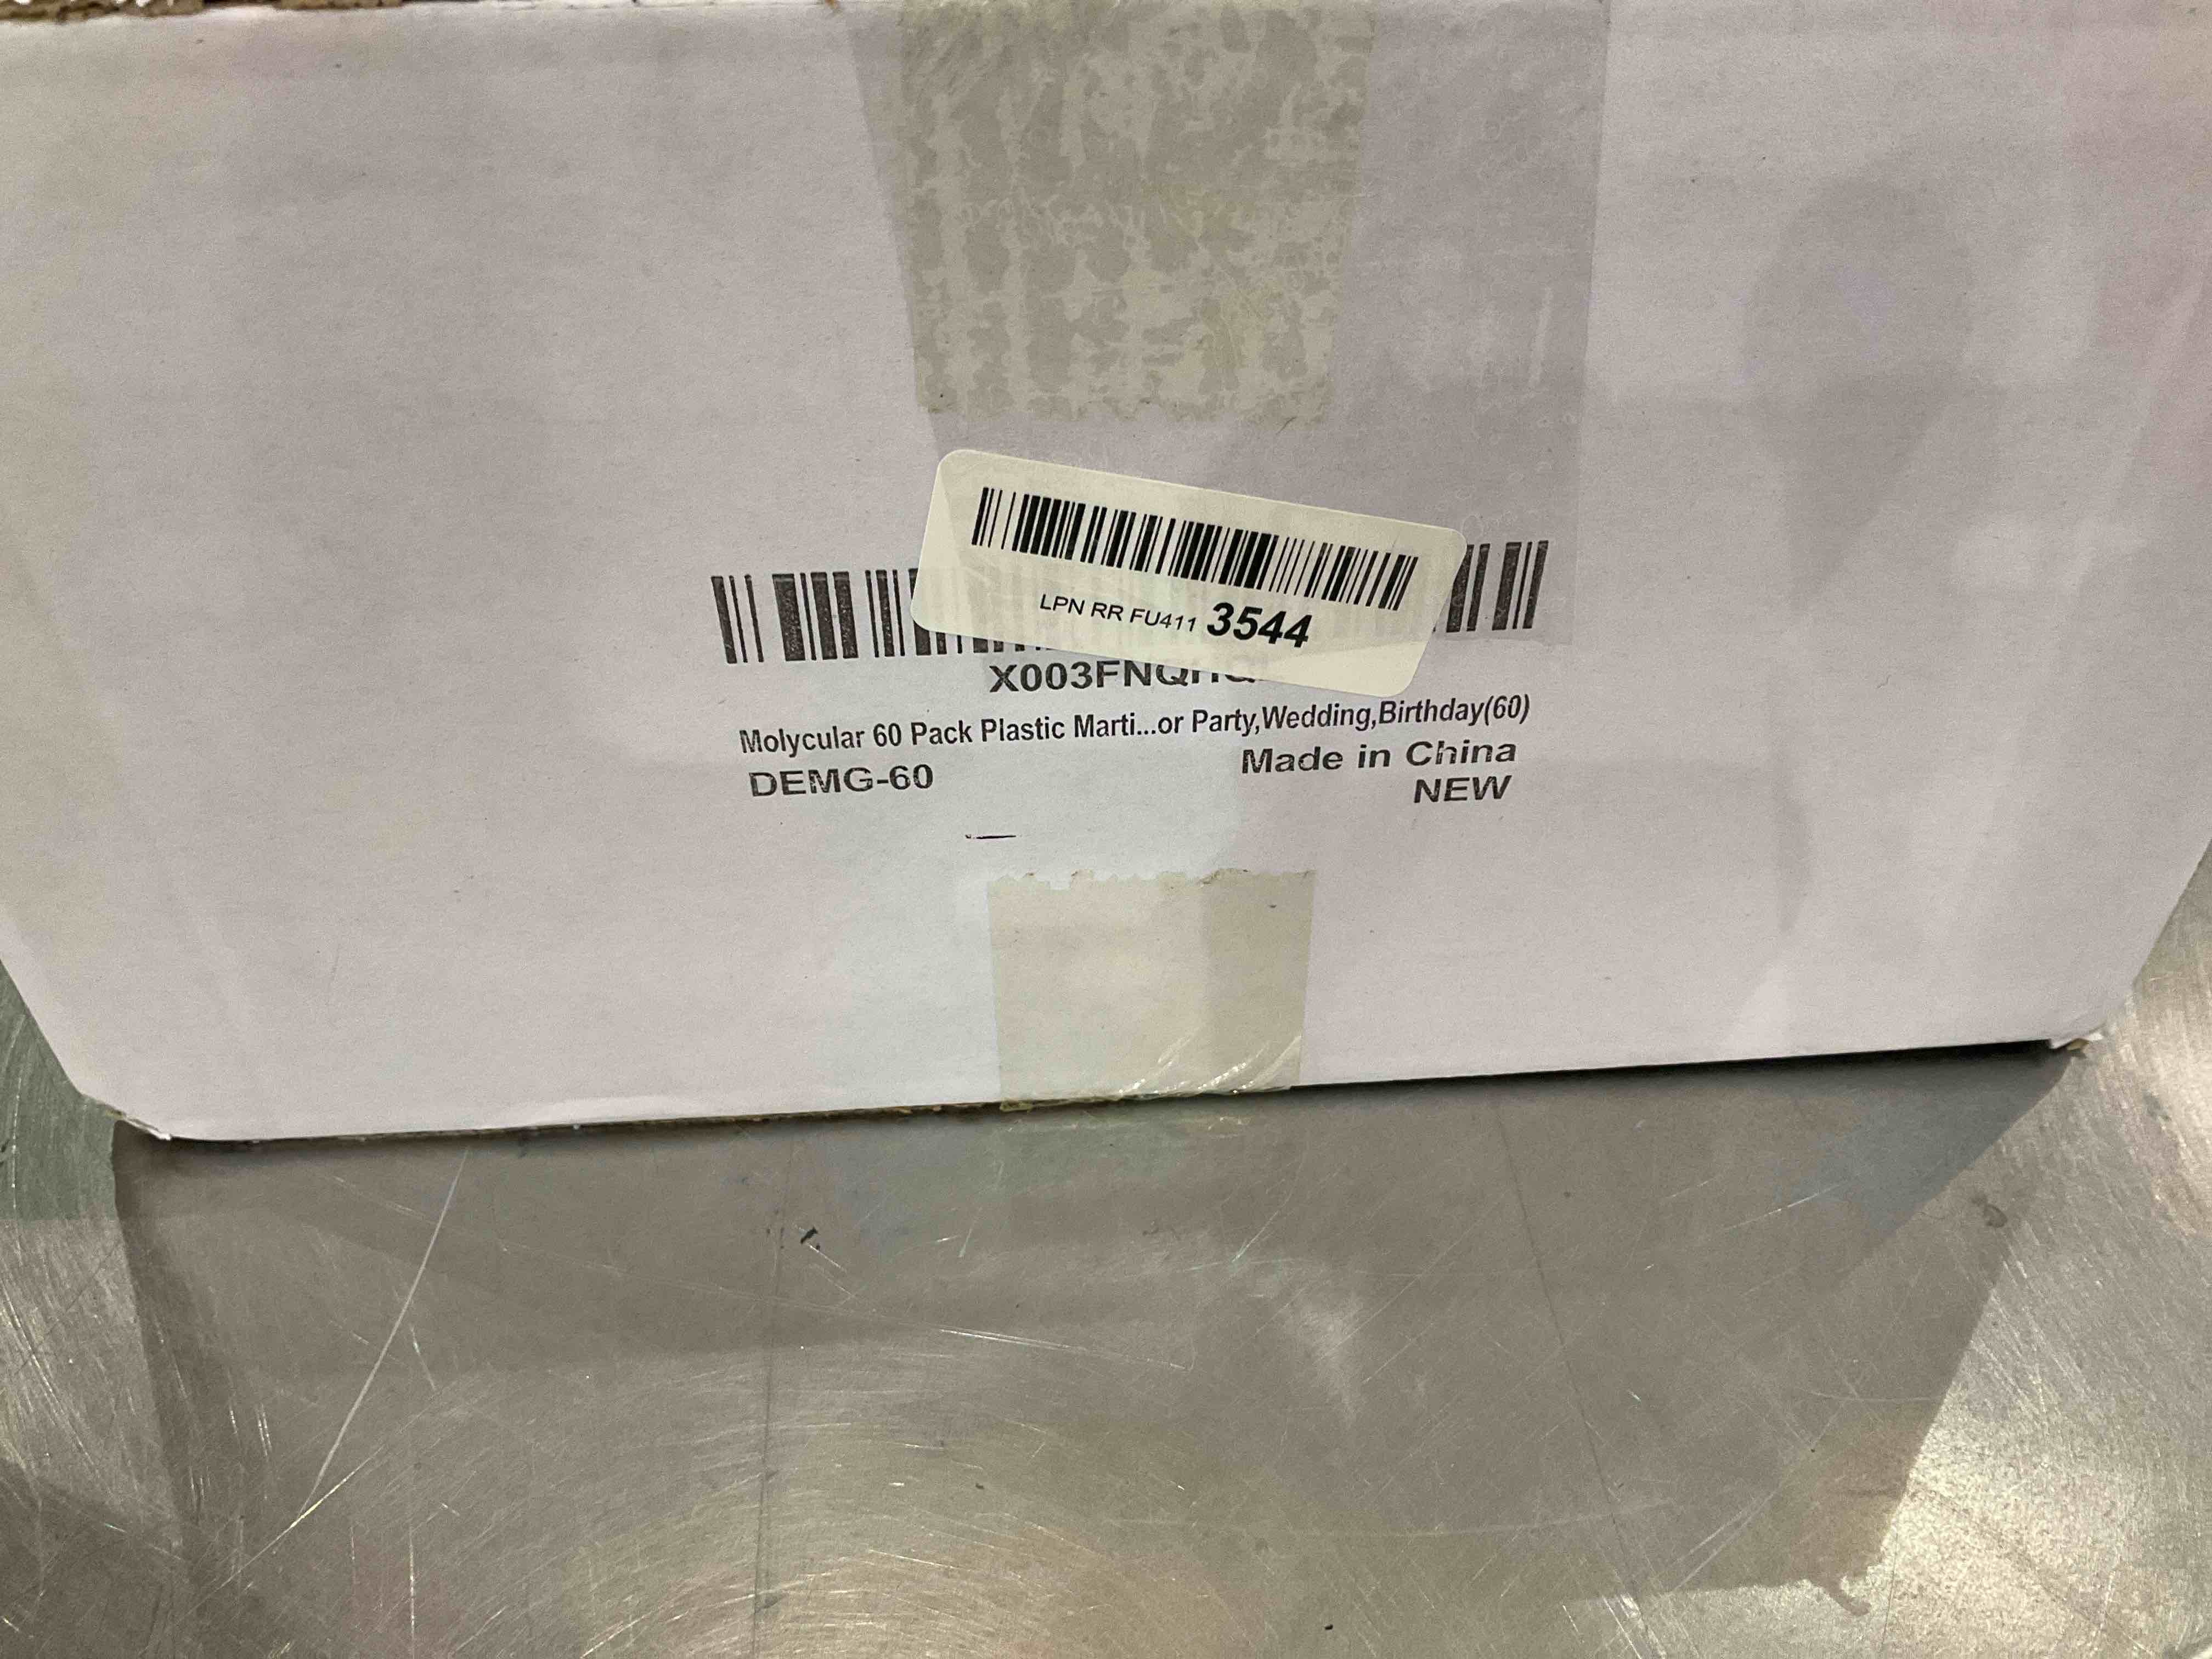 LPN RR FU411 3544
Molycular 60 Pack Plastic Marti...or Party,Wedding,Birthday(60)
DEMG-60
Made in China
NEW